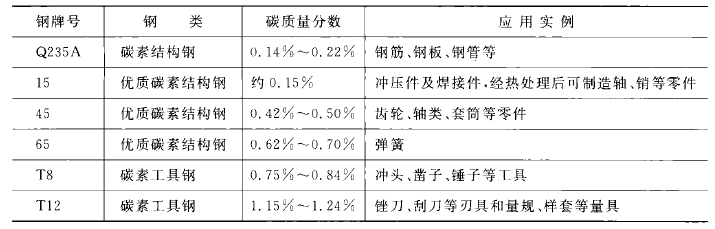 钢牌号 钢 类 碳质量分数 应用实例
Q235A 碳素结构钢 0.14%～0.22% 钢筋、钢板、钢管等
15 优质碳素结构钢 约0.15% 冲压件及焊接件,经热处理后可制造轴、销等零件
45 优质碳素结构钢 0.42%～0.50% 齿轮、轴类、套筒等零件
65 优质碳素结构钢 0.62%～0.70% 弹簧
T8 碳素工具钢 0.75%～0.84% 冲头、凿子、锤子等工具
T12 碳素工具钢 1.15%～1.24% 锉刀、刮刀等刃具和量规、样套等量具